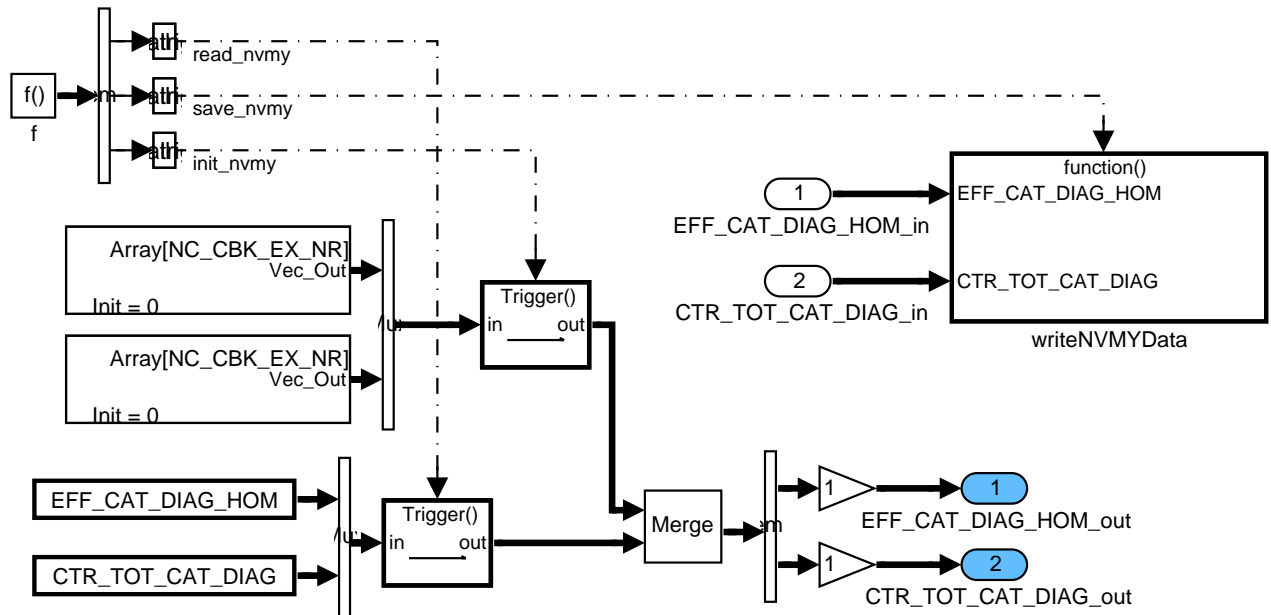 f()
f
read_nvmy
save_nvmy
init_nvmy
function()
EFF_CAT_DIAG_HOM
CTR_TOT_CAT_DIAG
writeNVMYData
1
EFF_CAT_DIAG_HOM_in
2
CTR_TOT_CAT_DIAG_in
Array[NC_CBK_EX_NR]
Vec_Out
Init = 0
Array[NC_CBK_EX_NR]
Vec_Out
Init = 0
Trigger()
in out
EFF_CAT_DIAG_HOM
CTR_TOT_CAT_DIAG
Trigger()
in out
Merge
1
1
EFF_CAT_DIAG_HOM_out
1
2
CTR_TOT_CAT_DIAG_out